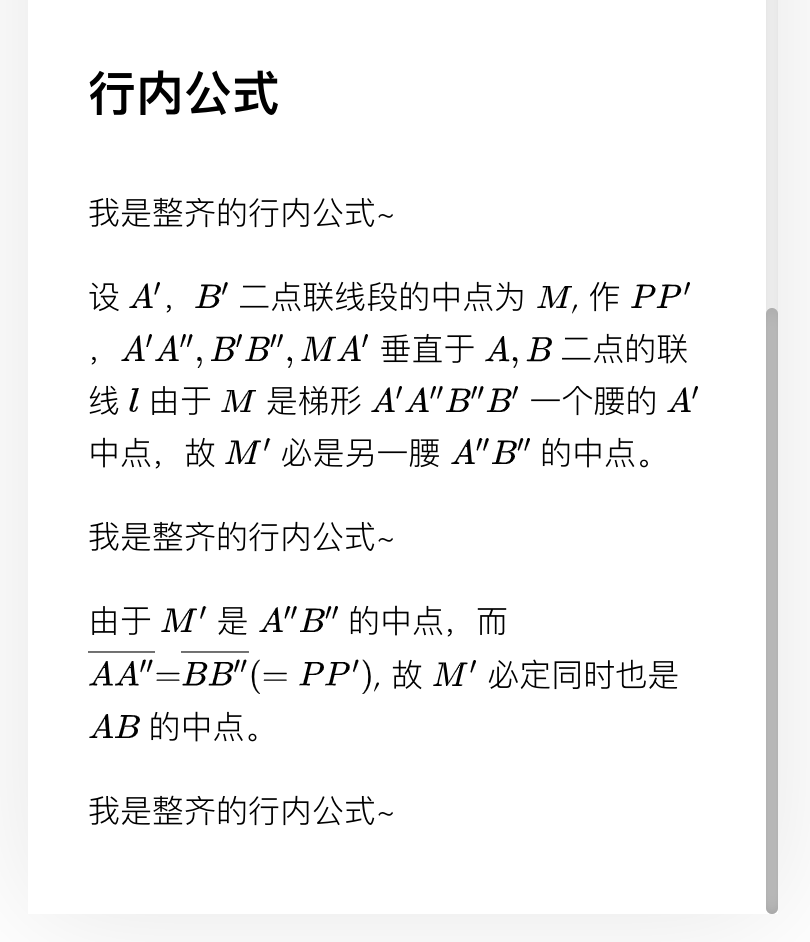 行内公式
我是整齐的行内公式~
设 A′，B′ 二点联线段的中点为 M, 作 PP′
，A′A″, B′B″, MA′ 垂直于 A, B 二点的联
线 l 由于 M 是梯形 A′A″B″B′ 一个腰的 A′
中点，故 M′ 必是另一腰 A″B″ 的中点。
我是整齐的行内公式~
由于 M′ 是 A″B″ 的中点，而
\overline{AA″}=\overline{BB″}(= PP′), 故 M′ 必定同时也是
AB 的中点。
我是整齐的行内公式~